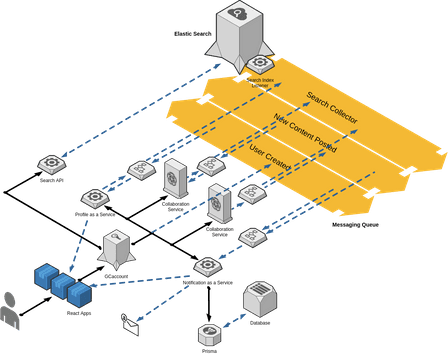 Elastic Search
Search Index
Listener
Search Collector
New Content Posted
User Created
Messaging Queue
Search API
Profile as a Service
Collaboration
Service
Collaboration
Service
GCaccount
Notification as a Service
React Apps
Database
Prisma